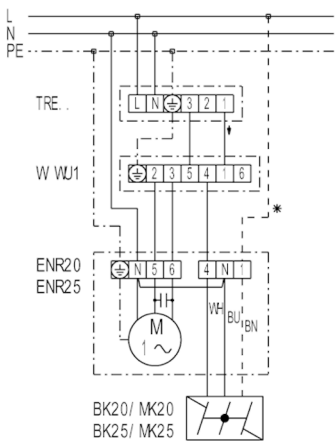 L
N
PE
TRE..
L N 3 2 1
W WU1
2 3 5 4 1 6
*
ENR20
ENR25
N 5 6 4 N 1
M
1 ~
WH
BU
BN
BK20/ MK20
BK25/ MK25